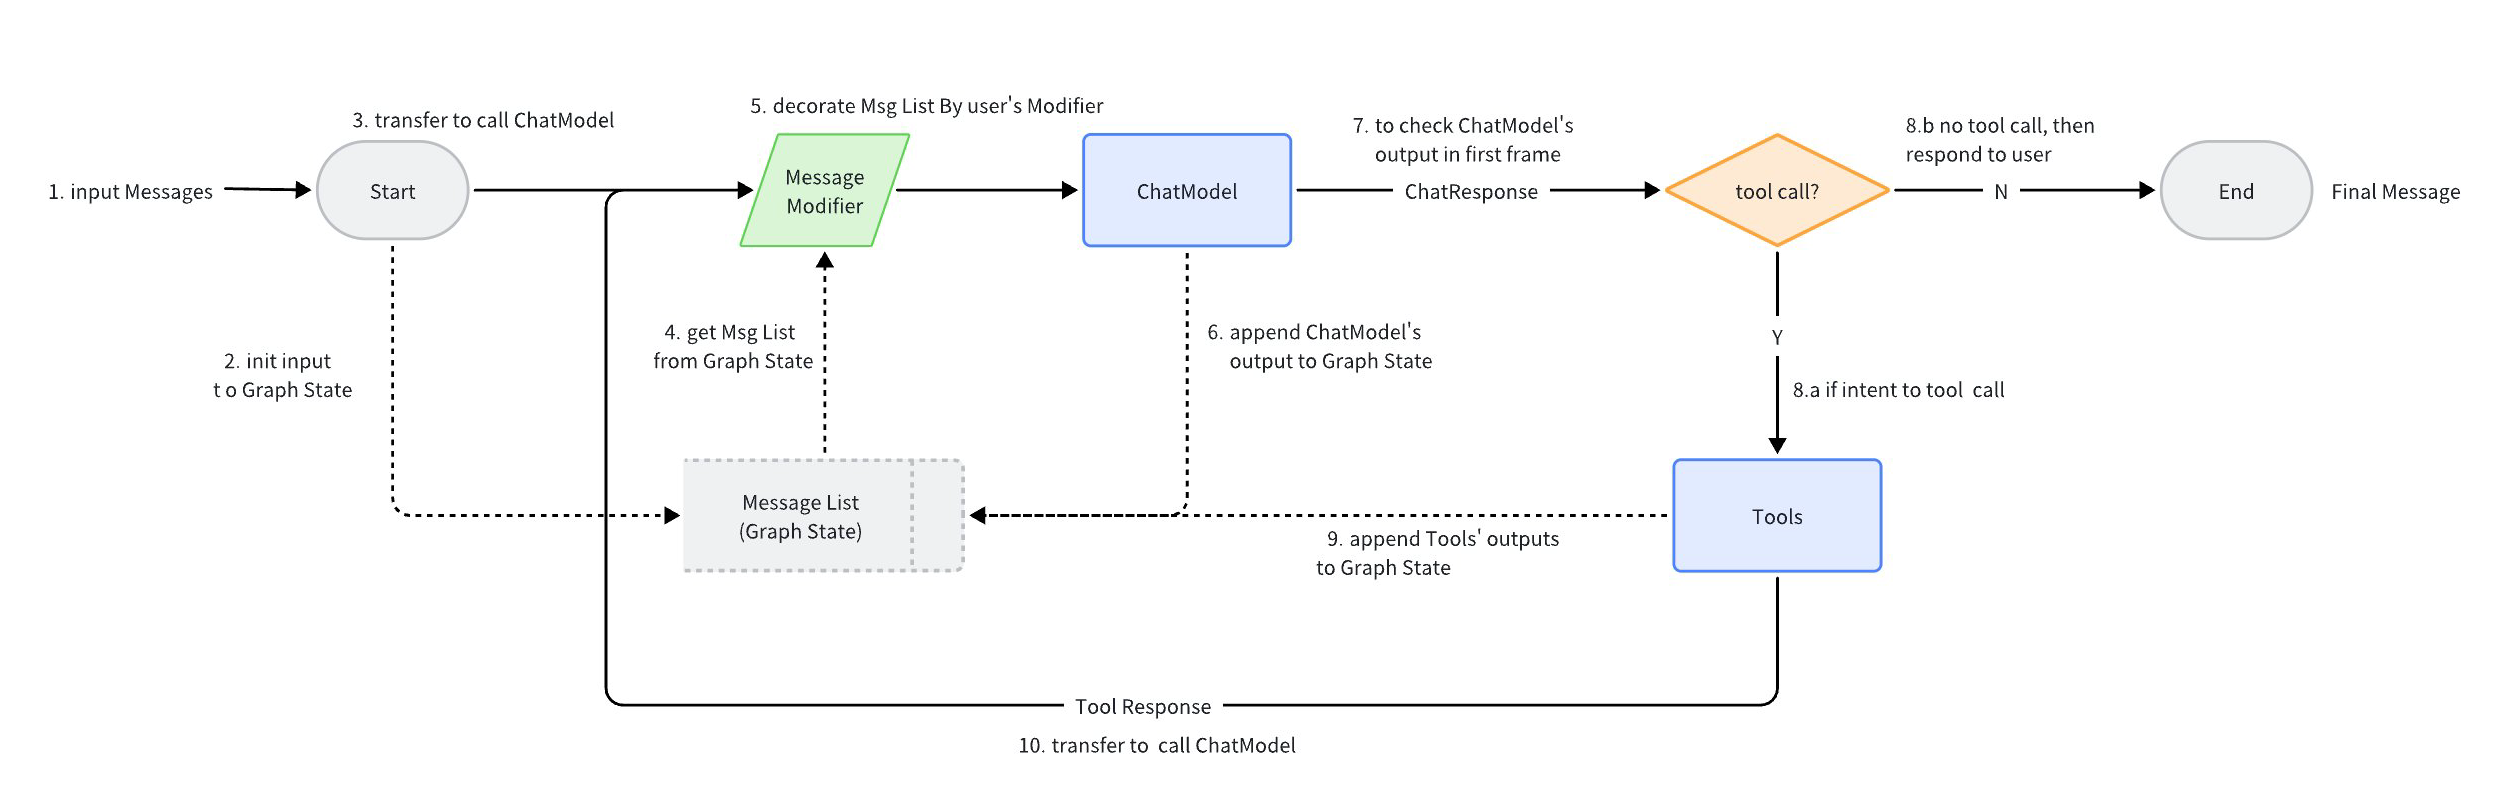 1. input Messages
Start
3. transfer to call ChatModel
2. init input
t o Graph State
4. get Msg List
from Graph State
Message List
(Graph State)
5. decorate Msg List By user's Modifier
Message
Modifier
ChatModel
6. append ChatModel's
output to Graph State
7. to check ChatModel's
output in first frame
ChatResponse
tool call?
Y
8.a if intent to tool  call
8.b no tool call, then
respond to user
N
End
Final Message
Tools
9. append Tools' outputs
to Graph State
Tool Response
10. transfer to  call ChatModel